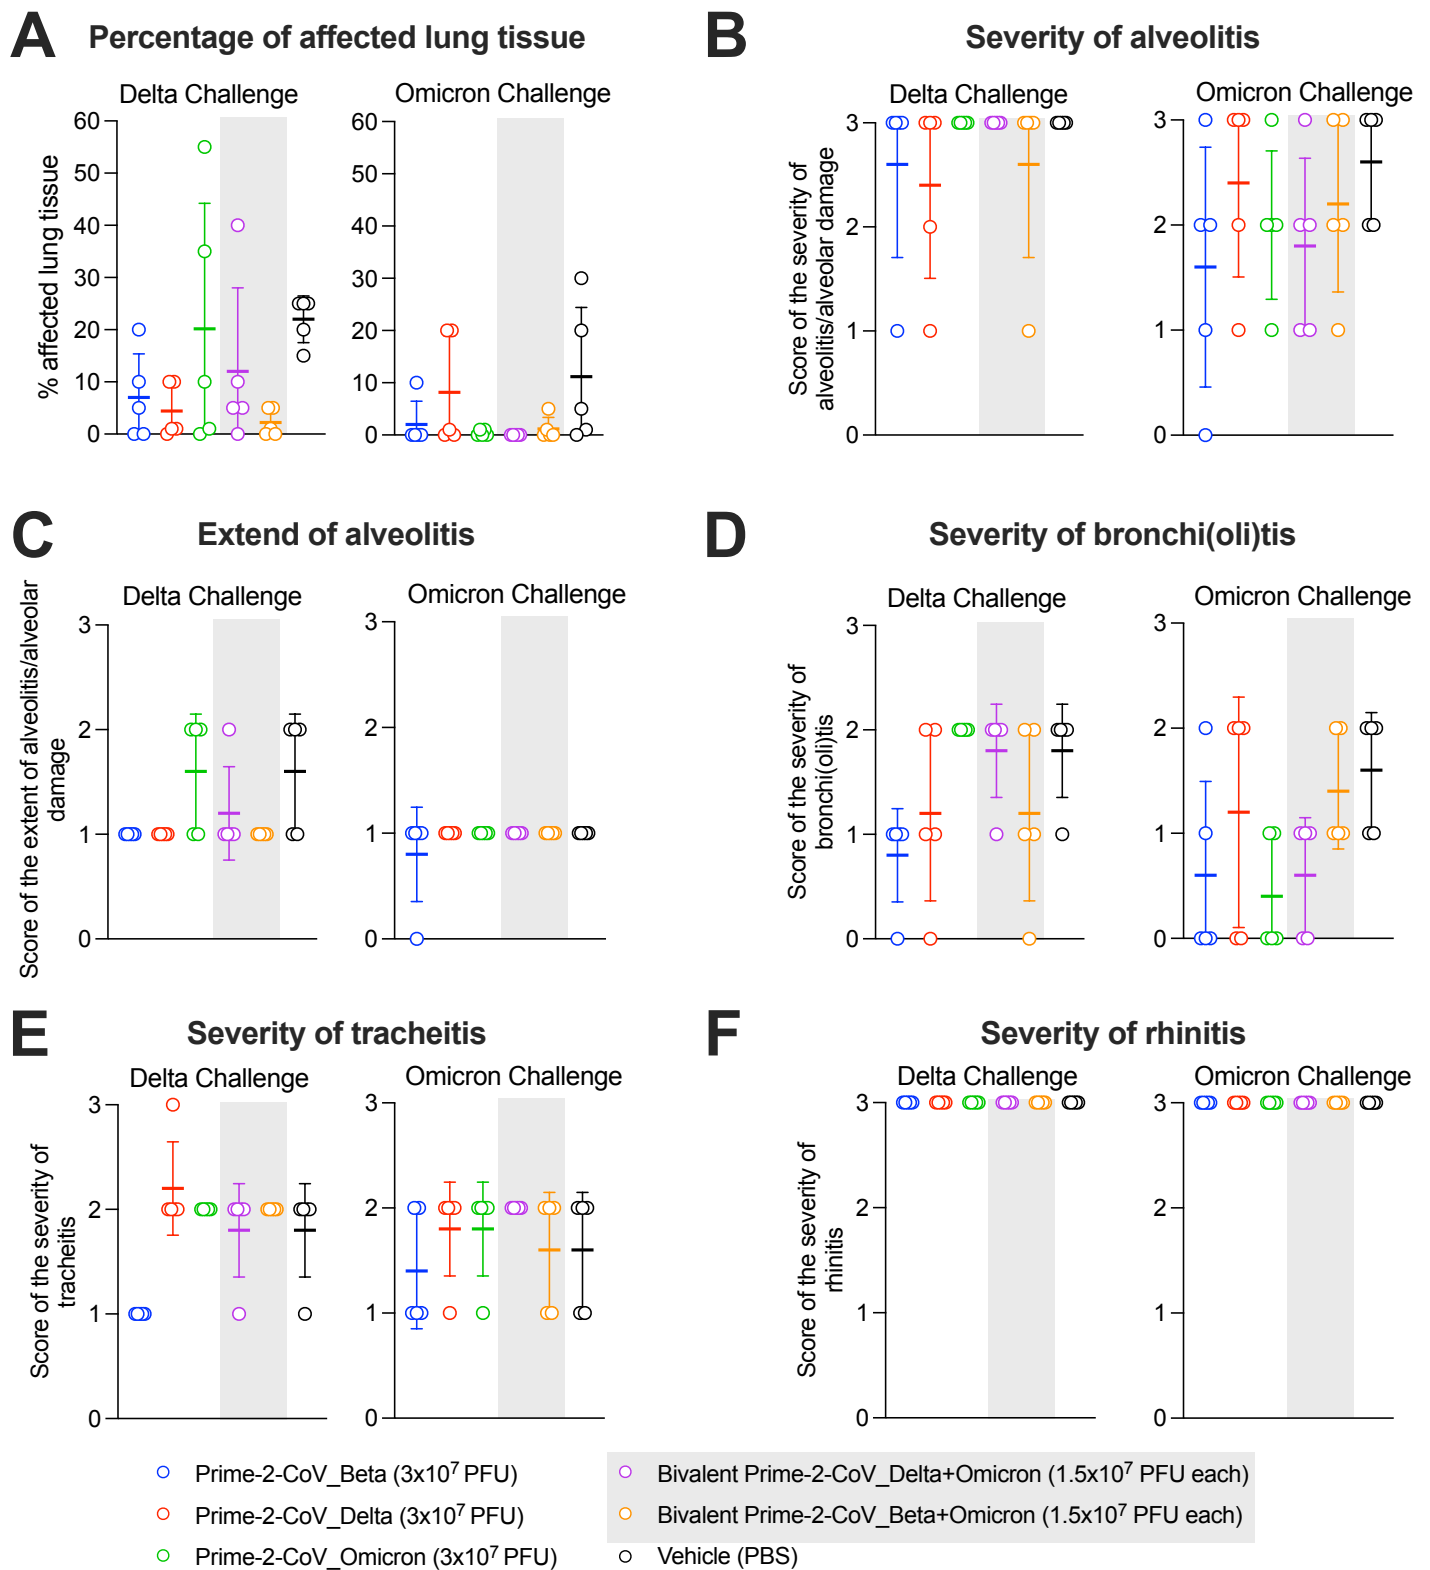 A Percentage of affected lung tissue
Delta Challenge
Omicron Challenge
% affected lung tissue
60
50
40
30
20
10
0
60
50
40
30
20
10
0
B Severity of alveolitis
Delta Challenge
Omicron Challenge
Score of the severity of
alveolitis/alveolar damage
3
2
1
0
3
2
1
0
C Extend of alveolitis
Delta Challenge
Omicron Challenge
Score of the extent of alveolitis/alveolar
damage
3
2
1
0
3
2
1
0
D Severity of bronchi(oli)tis
Delta Challenge
Omicron Challenge
Score of the severity of
bronchi(oli)tis
3
2
1
0
3
2
1
0
E Severity of tracheitis
Delta Challenge
Omicron Challenge
Score of the severity of
tracheitis
3
2
1
0
3
2
1
0
F Severity of rhinitis
Delta Challenge
Omicron Challenge
Score of the severity of
rhinitis
3
2
1
0
3
2
1
0
Prime-2-CoV_Beta (3x10⁷ PFU)
Prime-2-CoV_Delta (3x10⁷ PFU)
Prime-2-CoV_Omicron (3x10⁷ PFU)
Bivalent Prime-2-CoV_Delta+Omicron (1.5x10⁷ PFU each)
Bivalent Prime-2-CoV_Beta+Omicron (1.5x10⁷ PFU each)
Vehicle (PBS)